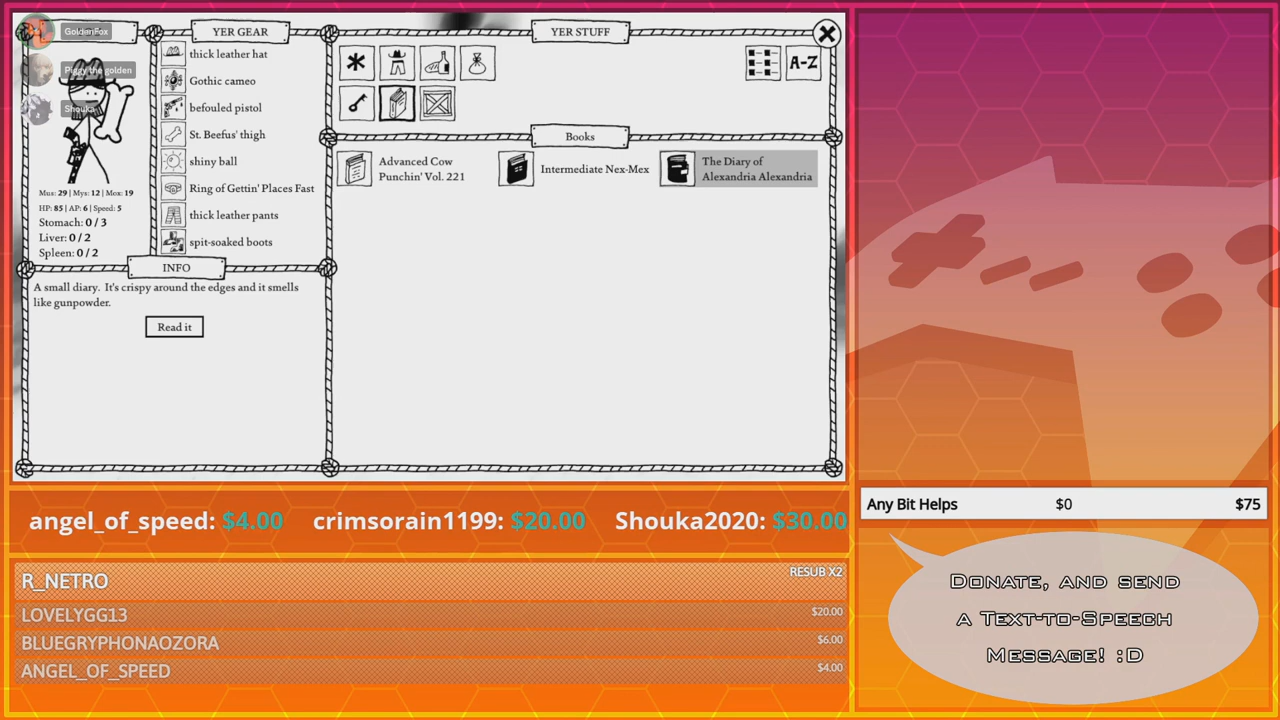 GoldenFox
Piggy the golden
Shouka
Mus: 29 | Mys: 12 | Mox: 19
HP: 85 | AP: 6 | Speed: 5
Stomach: 0 / 3
Liver: 0 / 2
Spleen: 0 / 2
YER GEAR
thick leather hat
Gothic cameo
befouled pistol
St. Beefus' thigh
shiny ball
Ring of Gettin' Places Fast
thick leather pants
spit-soaked boots
INFO
A small diary. It's crispy around the edges and it smells
like gunpowder.
Read it
YER STUFF
A-Z
Books
Advanced Cow
Punchin' Vol. 221
Intermediate Nex-Mex
The Diary of
Alexandria Alexandria
angel_of_speed: $4.00 crimsorain1199: $20.00 Shouka2020: $30.00
R_NETRO RESUB X2
LOVELYGG13 $20.00
BLUEGRYPHONAOZORA $6.00
ANGEL_OF_SPEED $4.00
Any Bit Helps $0 $75
Donate, and send
a Text-to-Speech
Message! :D